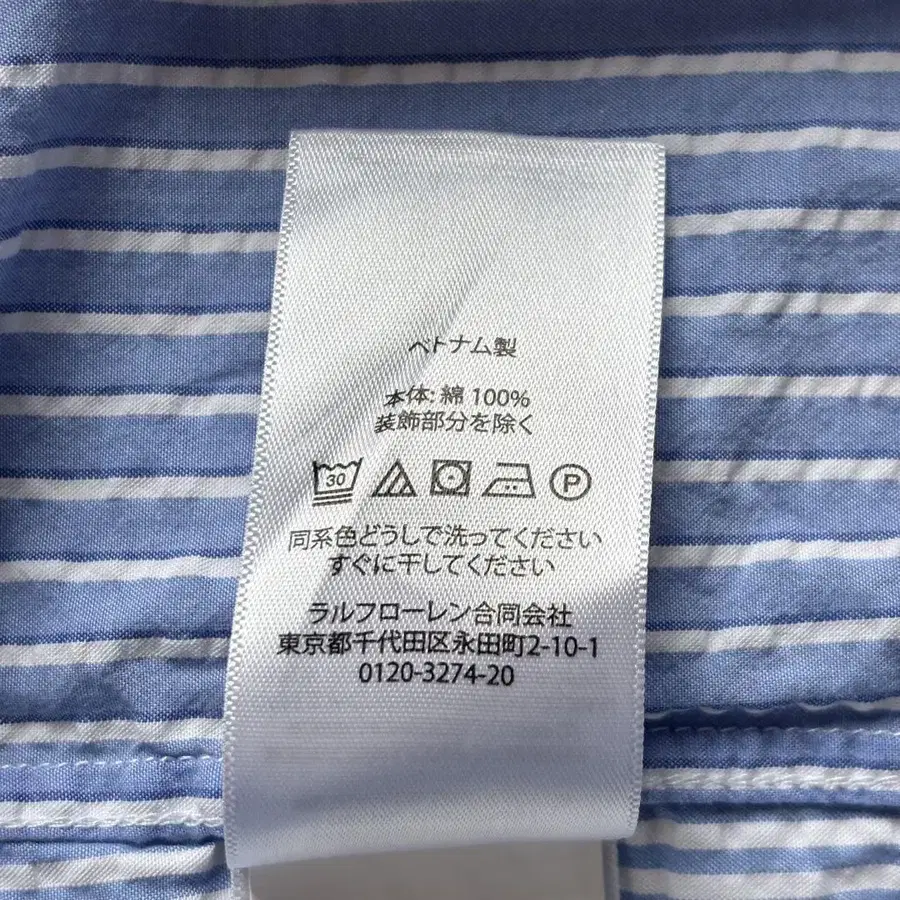 ベトナム製
本体: 綿 100%
装飾部分を除く
30 P
同系色どうしで洗ってください
すぐに干してください
ラルフローレン合同会社
東京都千代田区永田町2-10-1
0120-3274-20